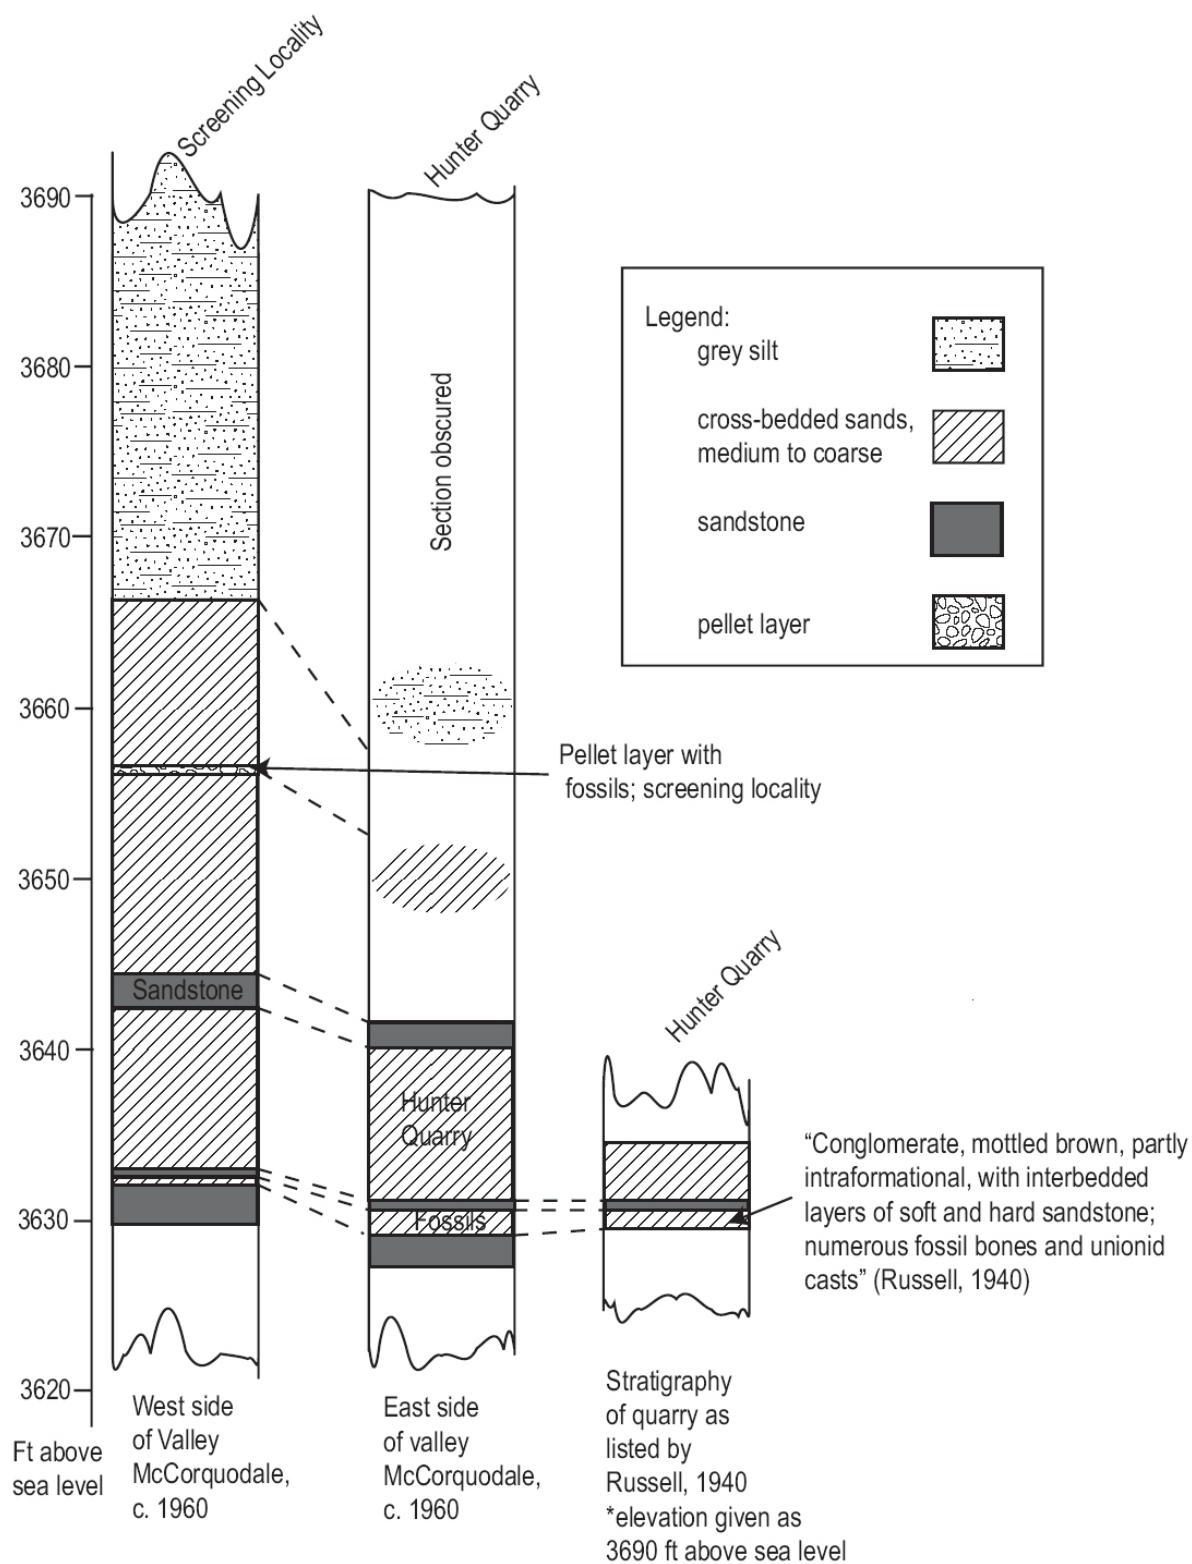 Screening Locality
Hunter Quarry
3690
3680
3670
3660
3650
3640
3630
3620
Ft above
sea level
Section obscured
Legend:
grey silt
cross-bedded sands,
medium to coarse
sandstone
pellet layer
Pellet layer with
fossils; screening locality
Sandstone
Hunter
Quarry
Fossils
Hunter Quarry
“Conglomerate, mottled brown, partly
intraformational, with interbedded
layers of soft and hard sandstone;
numerous fossil bones and unionid
casts” (Russell, 1940)
West side
of Valley
McCorquodale,
c. 1960
East side
of valley
McCorquodale,
c. 1960
Stratigraphy
of quarry as
listed by
Russell, 1940
*elevation given as
3690 ft above sea level